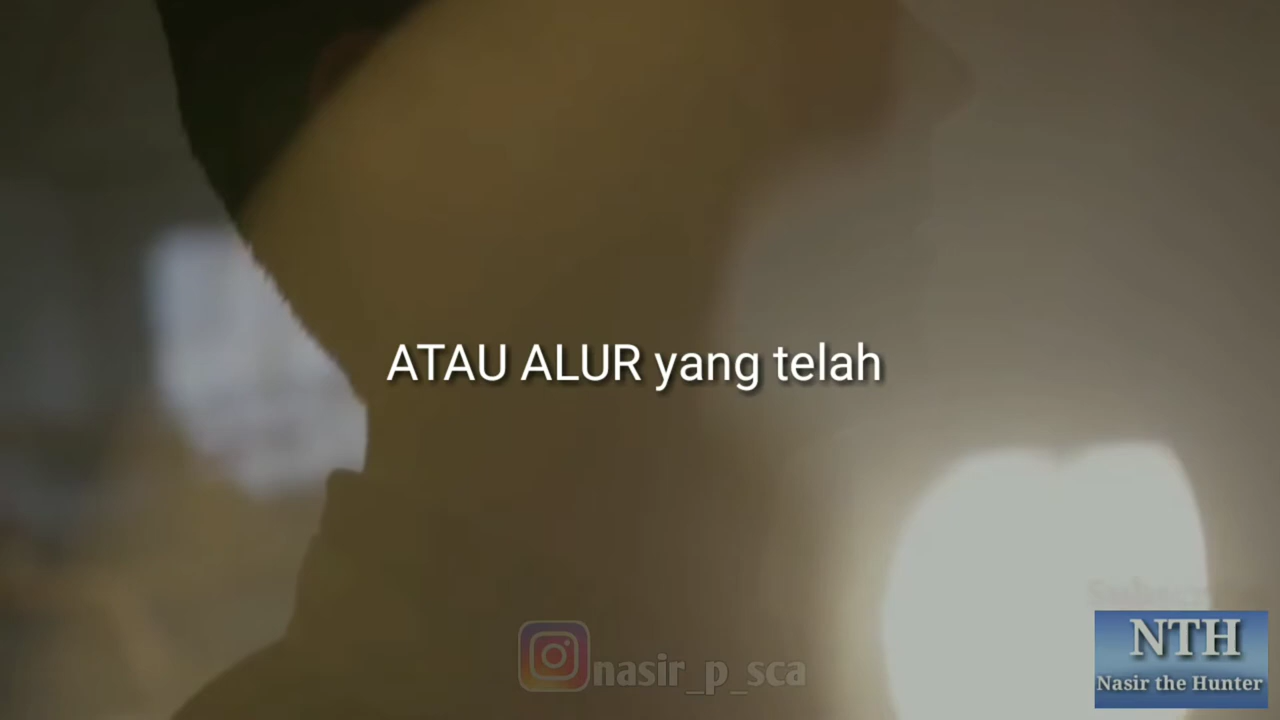 ATAU ALUR yang telah
nasir_p_sca
NTH
Nasir the Hunter